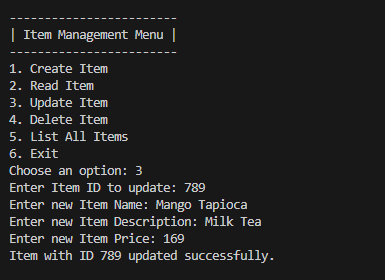 ------------------------
| Item Management Menu |
------------------------
1. Create Item
2. Read Item
3. Update Item
4. Delete Item
5. List All Items
6. Exit
Choose an option: 3
Enter Item ID to update: 789
Enter new Item Name: Mango Tapioca
Enter new Item Description: Milk Tea
Enter new Item Price: 169
Item with ID 789 updated successfully.